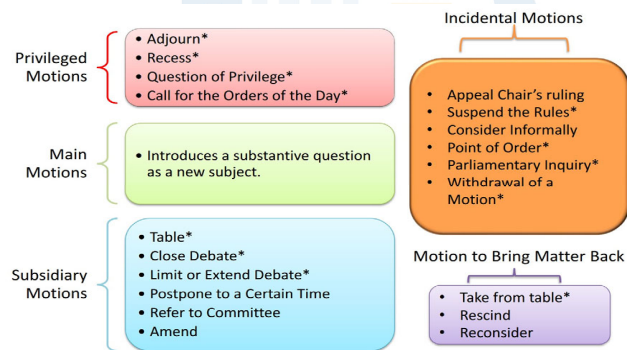 Privileged
Motions
• Adjourn*
• Recess*
• Question of Privilege*
• Call for the Orders of the Day*
Main
Motions
• Introduces a substantive question
as a new subject.
Subsidiary
Motions
• Table*
• Close Debate*
• Limit or Extend Debate*
• Postpone to a Certain Time
• Refer to Committee
• Amend
Incidental Motions
• Appeal Chair's ruling
• Suspend the Rules*
• Consider Informally
• Point of Order*
• Parliamentary Inquiry*
• Withdrawal of a
Motion*
Motion to Bring Matter Back
• Take from table*
• Rescind
• Reconsider